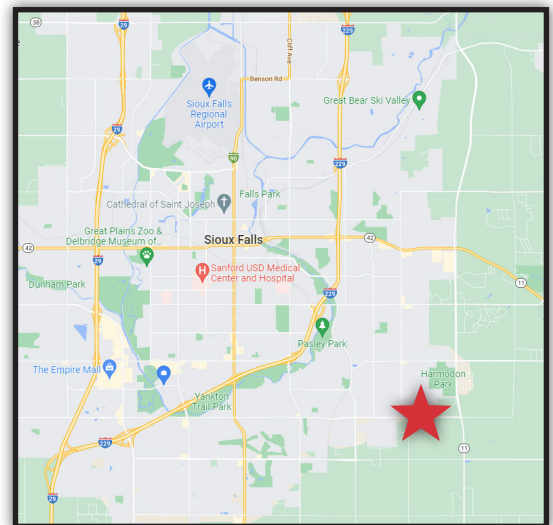 38
29
Cliff Ave
229
Benson Rd
Sioux Falls
Regional
Airport
Great Bear Ski Valley
29
90
229
Falls Park
Cathedral of Saint Joseph
Great Plains Zoo &
Delbridge Museum of...
Sioux Falls
42
42
29
H
Sanford USD Medical
Center and Hospital
Dunham Park
11
229
Pasley Park
The Empire Mall
Harmodon
Park
Yankton
Trail Park
229
11
29